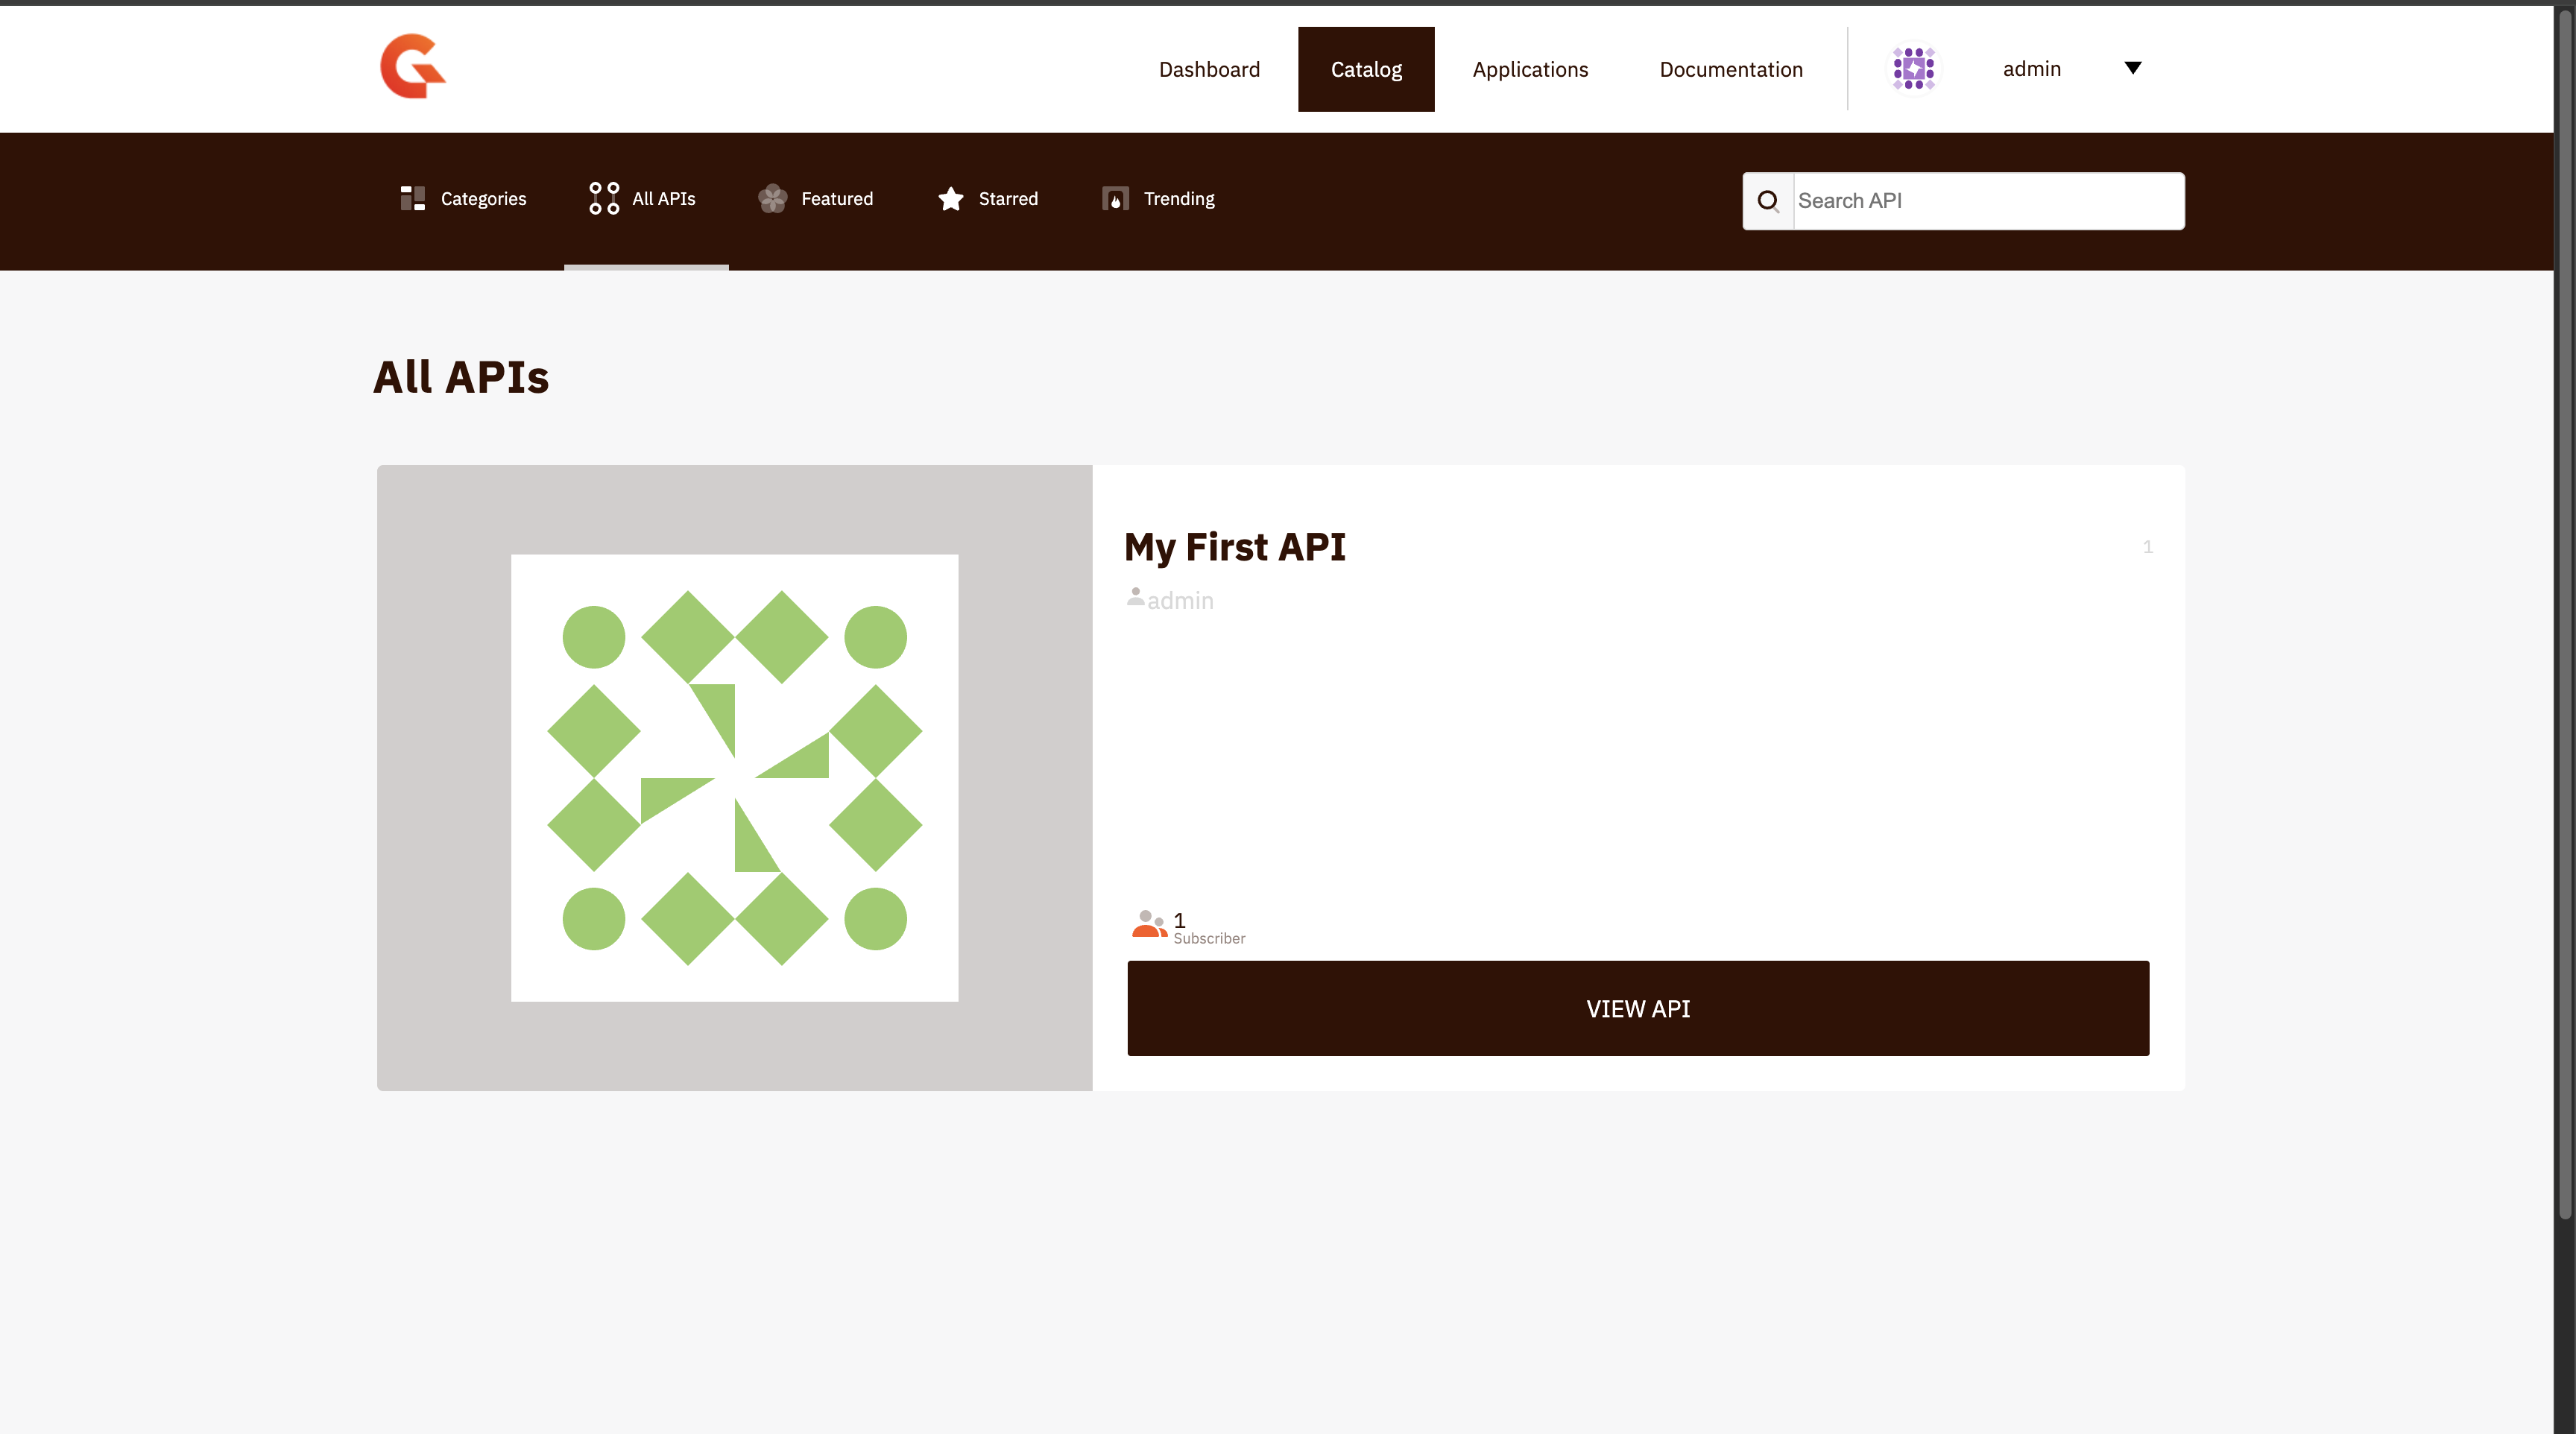 Dashboard
Catalog
Applications
Documentation
admin
Categories
All APIs
Featured
Starred
Trending
Search API
All APIs
My First API
1
admin
1
Subscriber
VIEW API